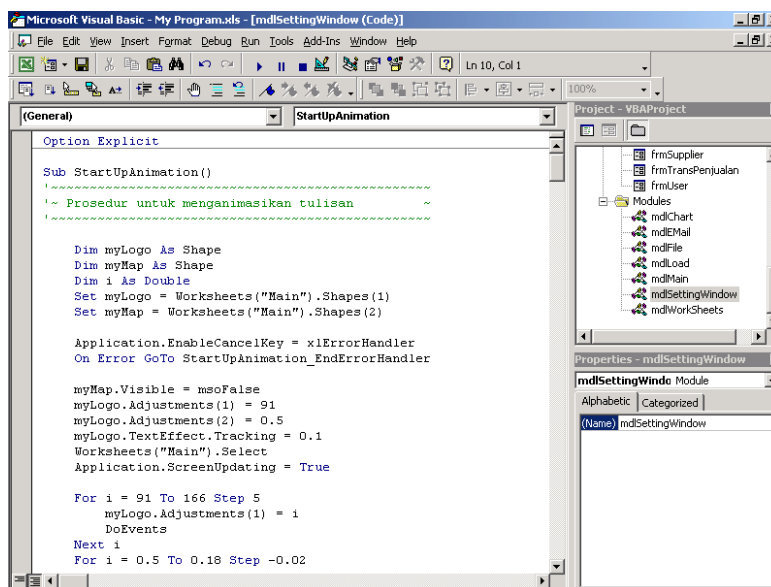 Microsoft Visual Basic - My Program.xls - [mdlSettingWindow (Code)]
File Edit View Insert Format Debug Run Tools Add-Ins Window Help
Ln 10, Col 1
100%
(General)
StartUpAnimation
Option Explicit
Sub StartUpAnimation()
'~~~~~~~~~~~~~~~~~~~~~~~~~~~~~~~~~~~~~~~~~~~~~~~~~
'~ Prosedur untuk menganimasikan tulisan ~
'~~~~~~~~~~~~~~~~~~~~~~~~~~~~~~~~~~~~~~~~~~~~~~~~~
Dim myLogo As Shape
Dim myMap As Shape
Dim i As Double
Set myLogo = Worksheets("Main").Shapes(1)
Set myMap = Worksheets("Main").Shapes(2)
Application.EnableCancelKey = xlErrorHandler
On Error GoTo StartUpAnimation_EndErrorHandler
myMap.Visible = msoFalse
myLogo.Adjustments(1) = 91
myLogo.Adjustments(2) = 0.5
myLogo.TextEffect.Tracking = 0.1
Worksheets("Main").Select
Application.ScreenUpdating = True
For i = 91 To 166 Step 5
myLogo.Adjustments(1) = i
DoEvents
Next i
For i = 0.5 To 0.18 Step -0.02
Project - VBAProject
frmSupplier
frmTransPenjualan
frmUser
Modules
mdlChart
mdlEMail
mdlFile
mdlLoad
mdlMain
mdlSettingWindow
mdlWorkSheets
Properties - mdlSettingWindow
mdlSettingWindo Module
Alphabetic Categorized
(Name) mdlSettingWindow